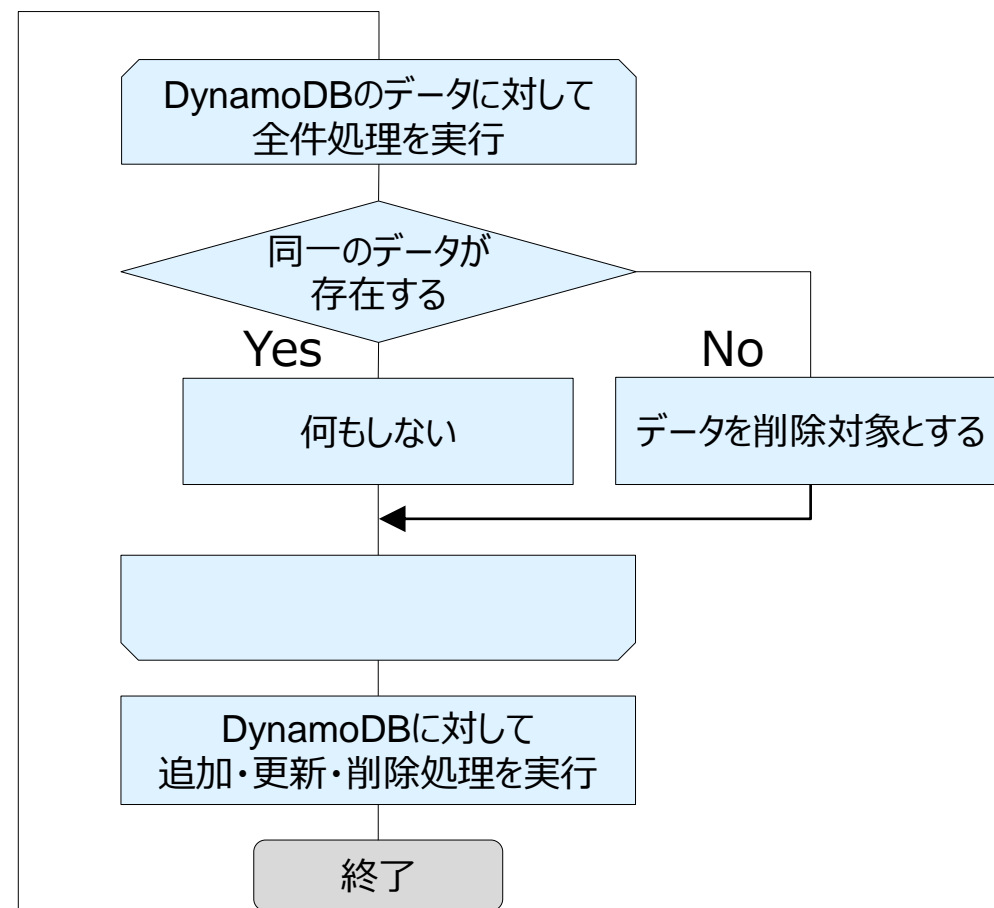 DynamoDBのデータに対して
全件処理を実行
同一のデータが
存在する
Yes
No
何もしない
データを削除対象とする
DynamoDBに対して
追加・更新・削除処理を実行
終了